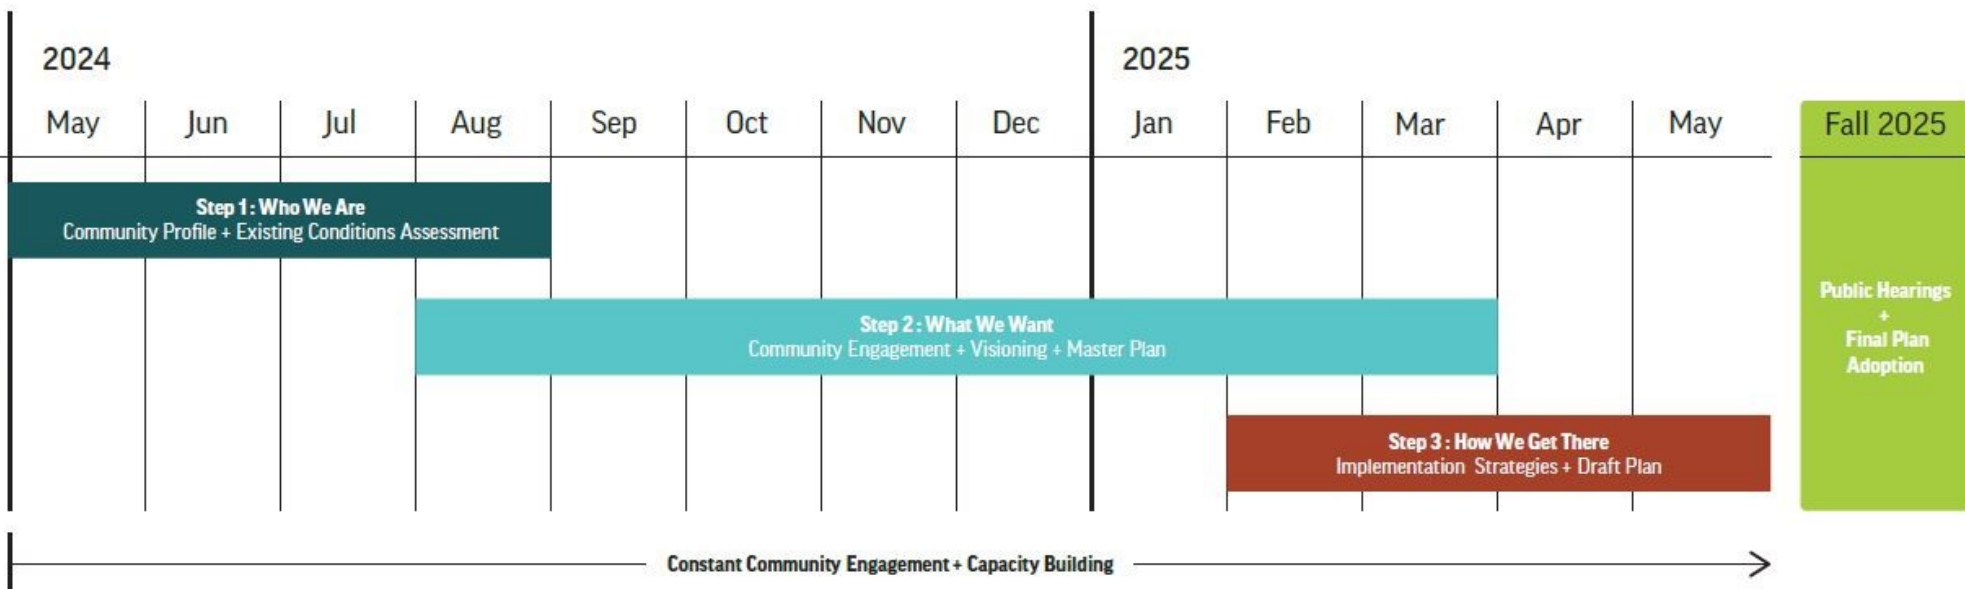 2024
2025
May Jun Jul Aug Sep Oct Nov Dec Jan Feb Mar Apr May Fall 2025
Step 1 : Who We Are
Community Profile + Existing Conditions Assessment
Step 2 : What We Want
Community Engagement + Visioning + Master Plan
Step 3 : How We Get There
Implementation Strategies + Draft Plan
Public Hearings
+
Final Plan
Adoption
Constant Community Engagement + Capacity Building